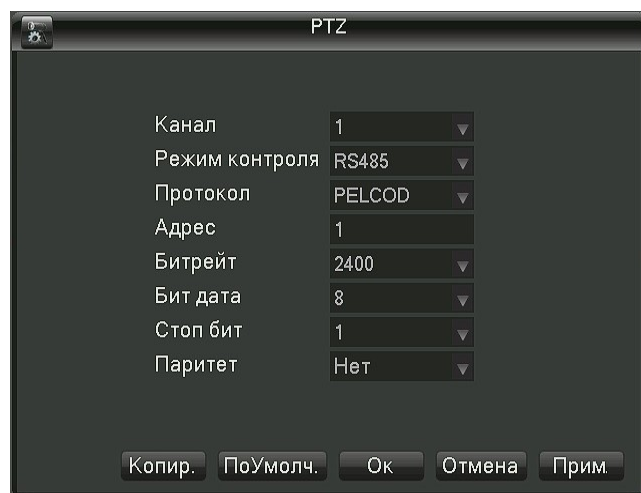 PTZ
Канал 1
Режим контроля RS485
Протокол PELCOD
Адрес 1
Битрейт 2400
Бит дата 8
Стоп бит 1
Паритет Нет
Копир. ПоУмолч. Ок Отмена Прим.